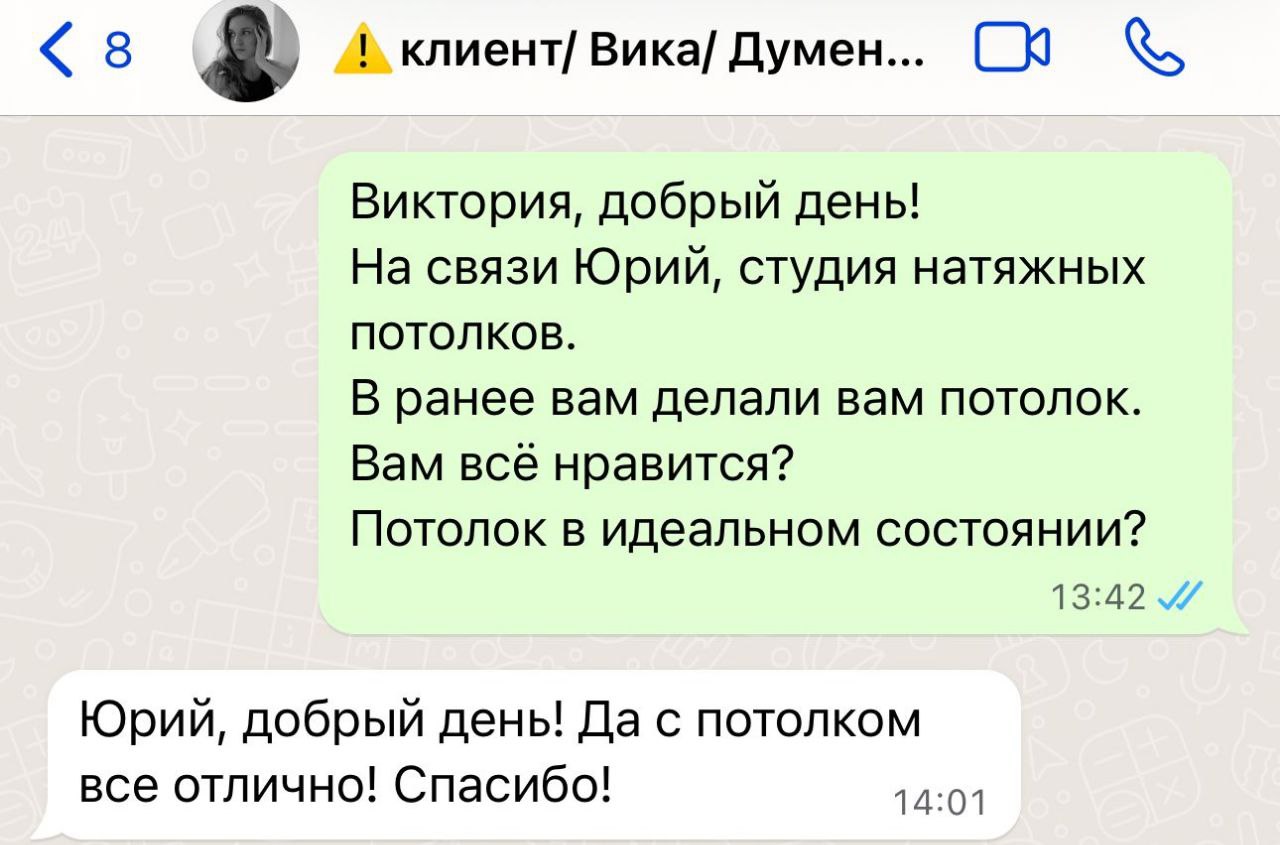 8
клиент/ Вика/ Думен...
Виктория, добрый день!
На связи Юрий, студия натяжных
потолков.
В ранее вам делали вам потолок.
Вам всё нравится?
Потолок в идеальном состоянии?
13:42
Юрий, добрый день! Да с потолком
все отлично! Спасибо!
14:01